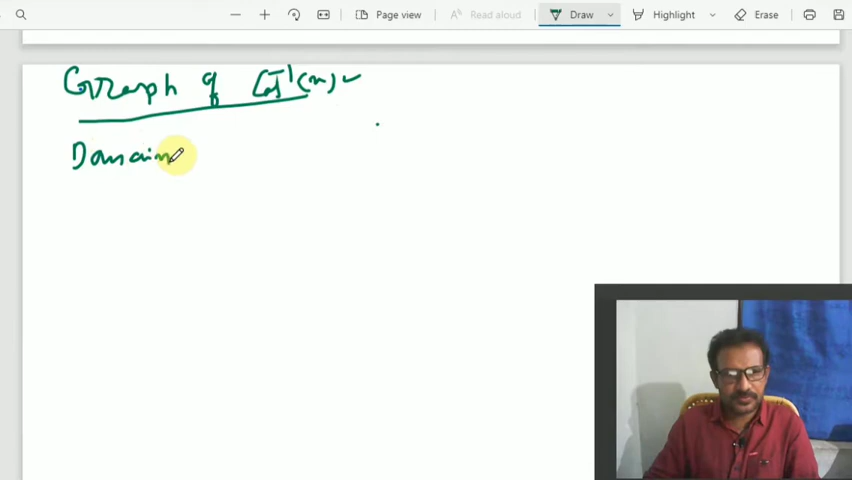 Page view
Read aloud
Draw
Highlight
Erase
Graph of Cot⁻¹(x)
Domain